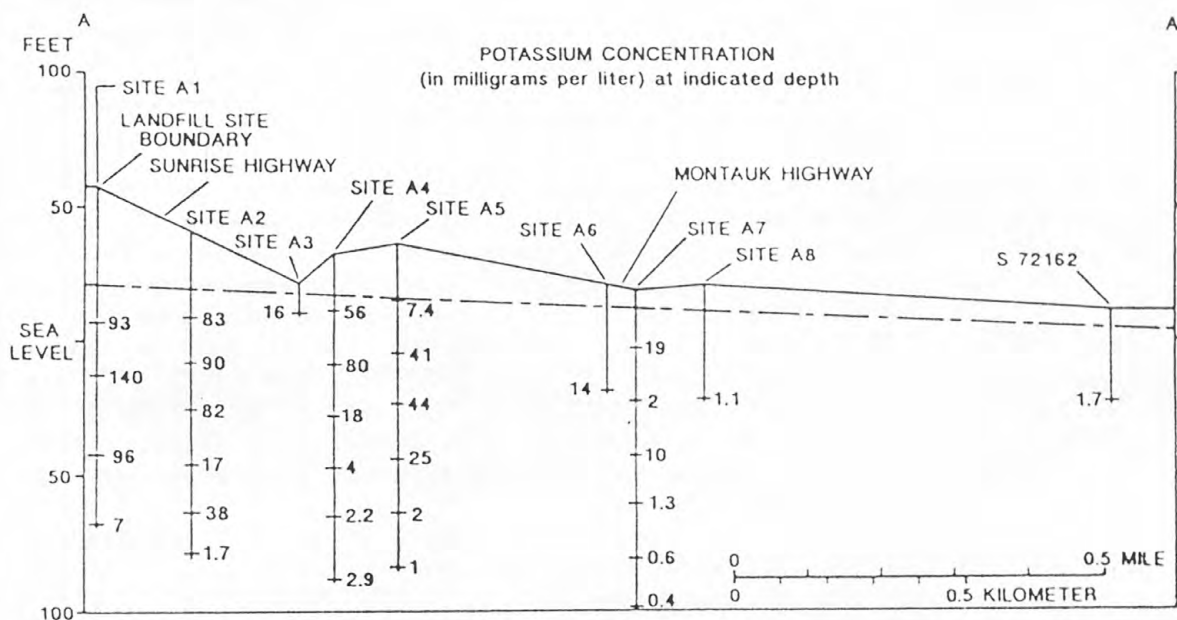 A
A
FEET
POTASSIUM CONCENTRATION
(in milligrams per liter) at indicated depth
100
SITE A1
LANDFILL SITE
BOUNDARY
SUNRISE HIGHWAY
SITE A4
MONTAUK HIGHWAY
50
SITE A2
SITE A5
SITE A3
SITE A6
SITE A7
SITE A8
S 72162
16
56
7.4
83
93
SEA
LEVEL
19
41
90
80
140
14
2
1.1
1.7
44
82
18
96
10
25
17
4
50
1.3
38
2.2
2
7
1.7
0.6
1
2.9
0
0.5 MILE
0.4
0
0.5 KILOMETER
100